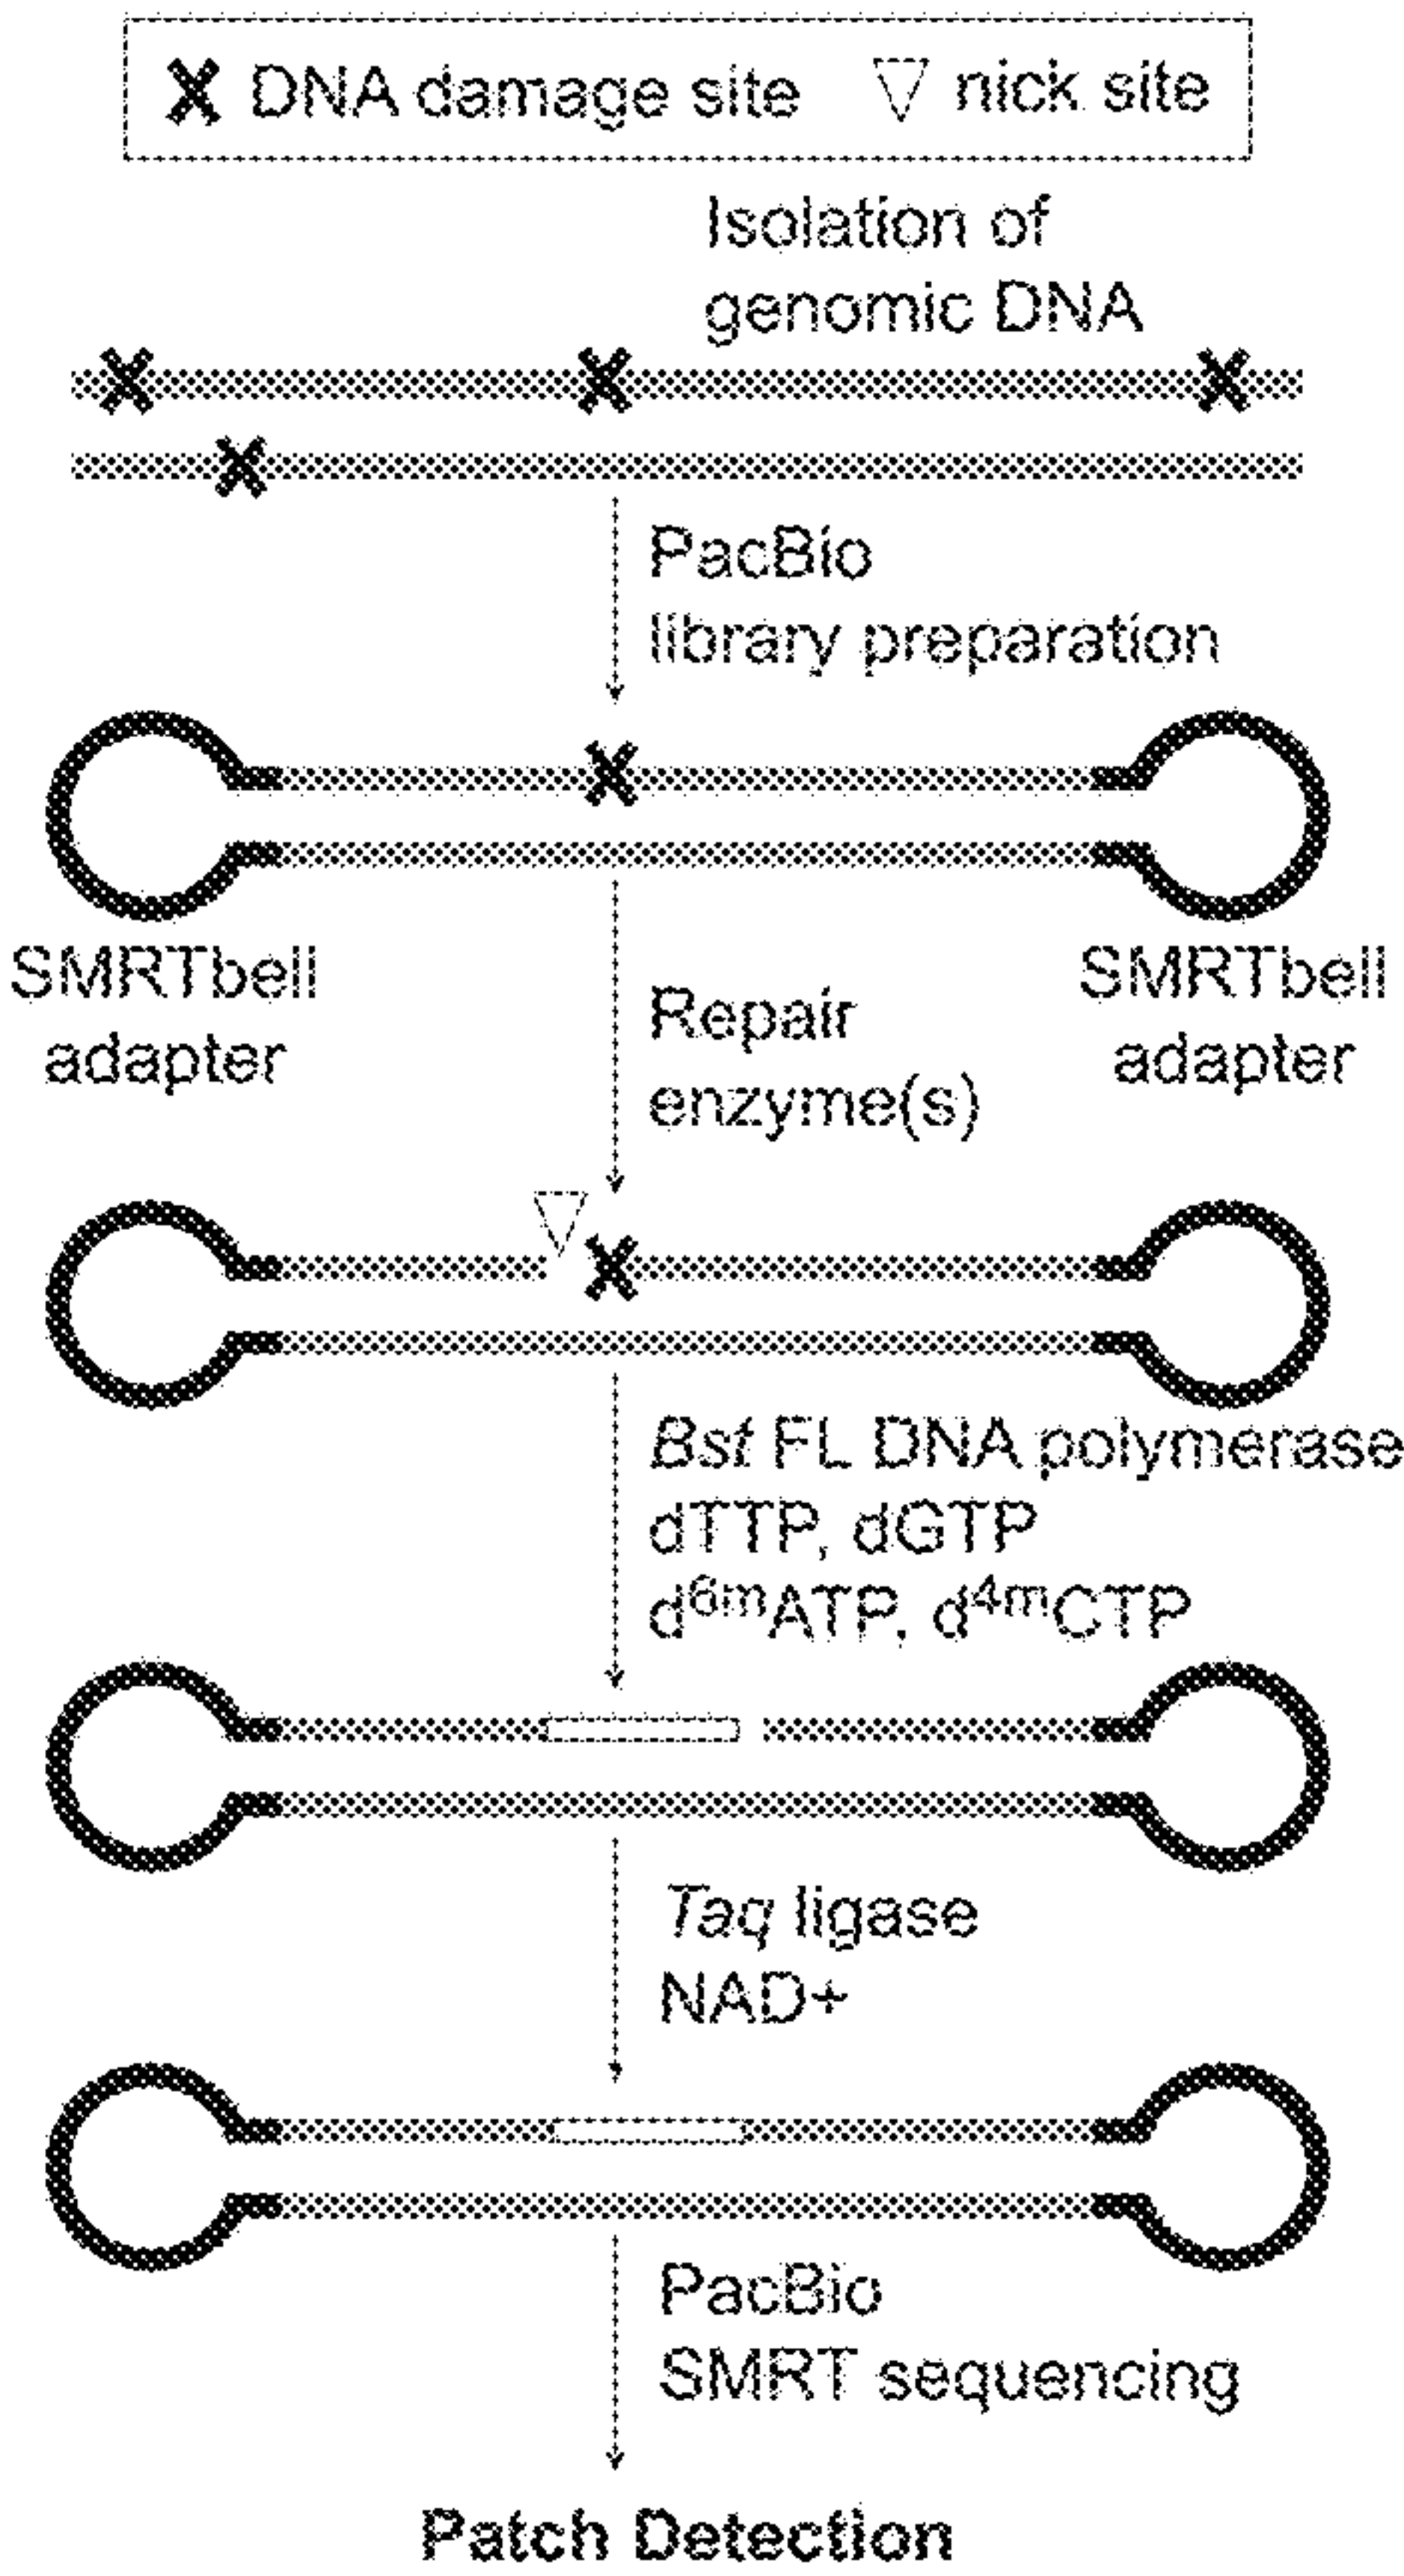 DNA damage site
nick site
Isolation of
genomic DNA
PacBio
library preparation
SMRTbell
adapter
SMRTbell
adapter
Repair
enzyme(s)
Bst FL DNA polymerase
dTTP, dGTP
d6mATP, d4mCTP
Taq ligase
NAD+
PacBio
SMRT sequencing
Patch Detection